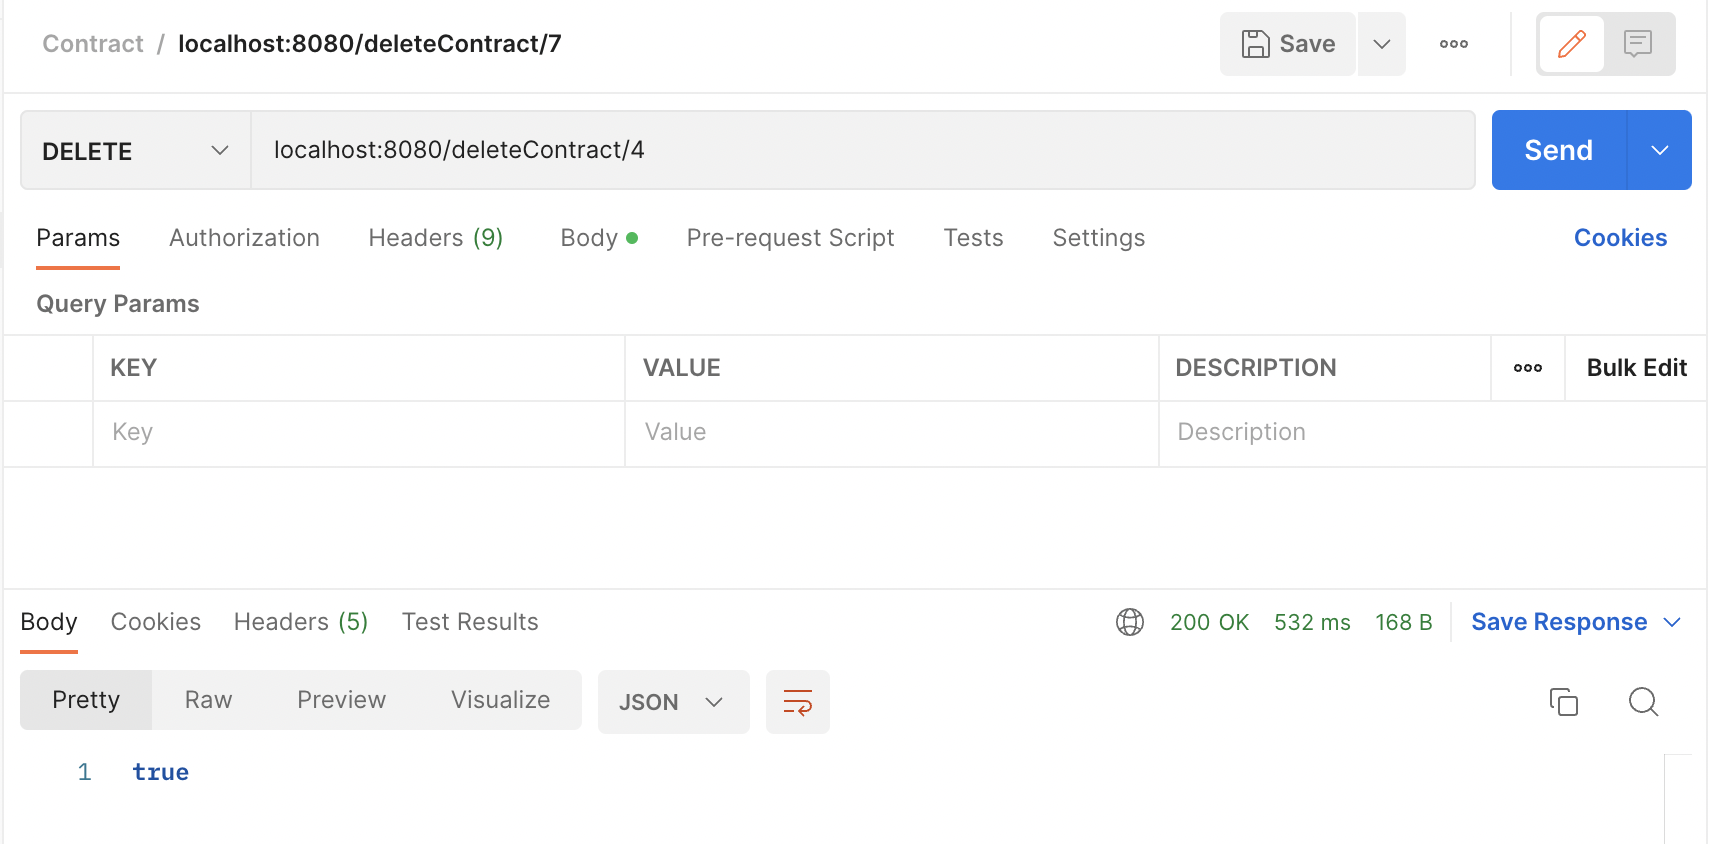 Contract / localhost:8080/deleteContract/7 Save
DELETE localhost:8080/deleteContract/4 Send
Params Authorization Headers (9) Body Pre-request Script Tests Settings Cookies
Query Params
KEY VALUE DESCRIPTION Bulk Edit
Key Value Description
Body Cookies Headers (5) Test Results 200 OK 532 ms 168 B Save Response
Pretty Raw Preview Visualize JSON
1 true